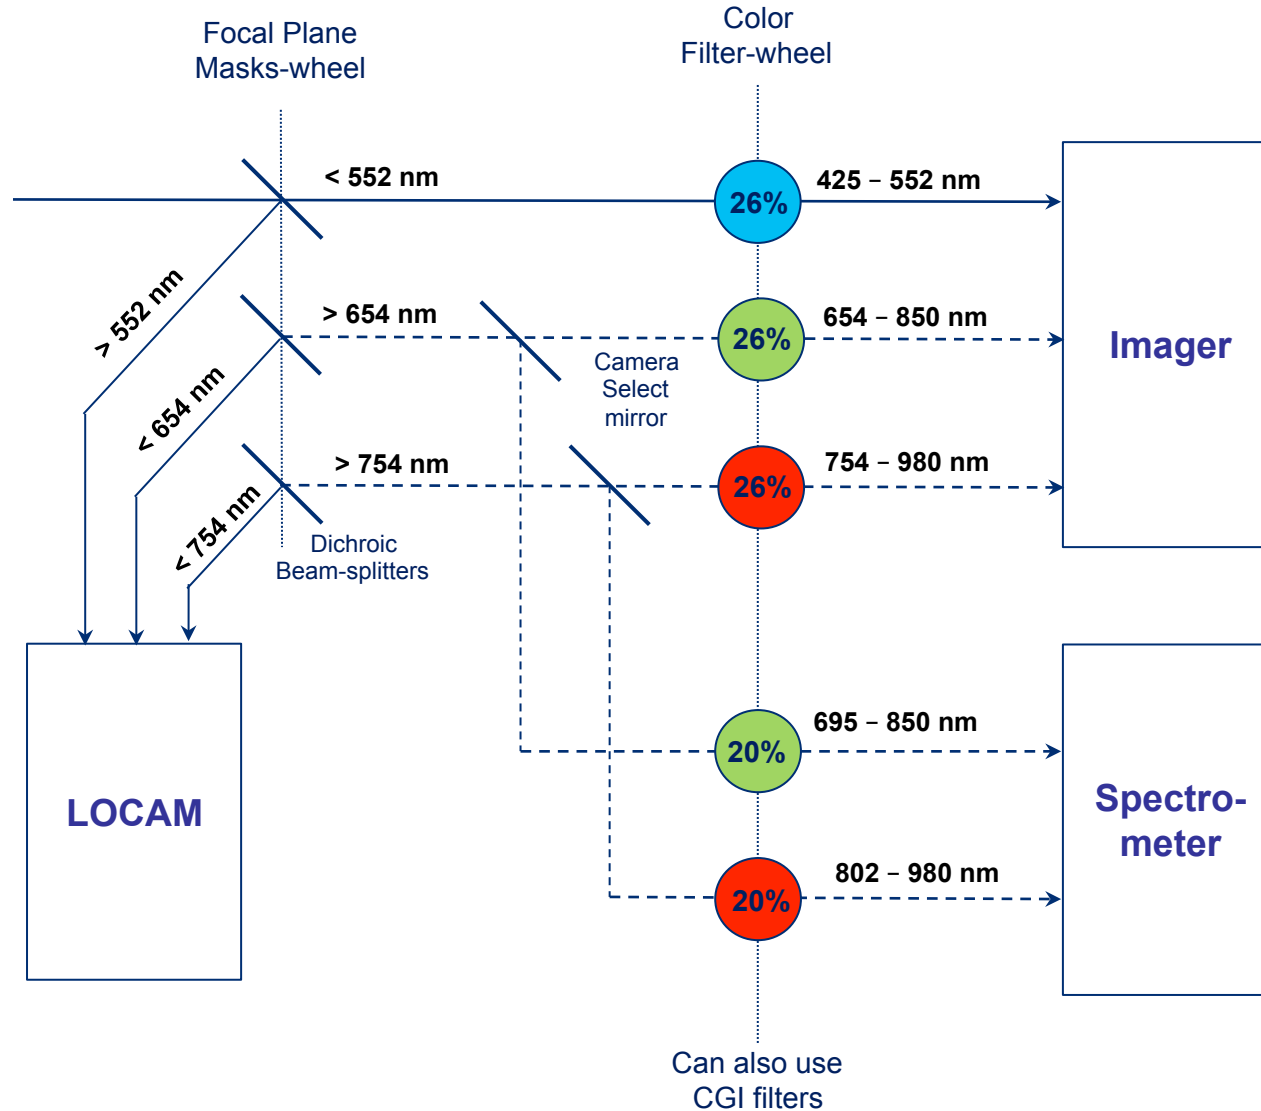 Focal Plane
Masks-wheel
Color
Filter-wheel
< 552 nm
26%
425 – 552 nm
> 552 nm
> 654 nm
26%
654 – 850 nm
Imager
Camera
Select
mirror
< 654 nm
> 754 nm
26%
754 – 980 nm
< 754 nm
Dichroic
Beam-splitters
LOCAM
20%
695 – 850 nm
Spectro-
meter
20%
802 – 980 nm
Can also use
CGI filters